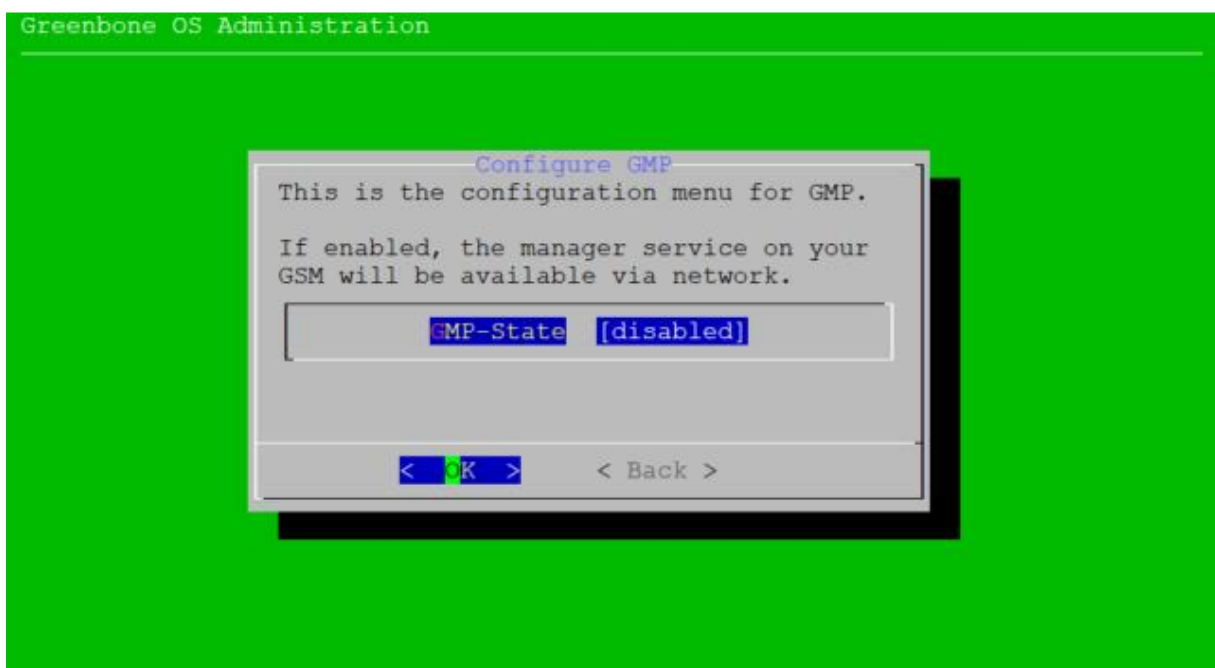 Greenbone OS Administration
Configure GMP
This is the configuration menu for GMP.
If enabled, the manager service on your
GSM will be available via network.
GMP-State [disabled]
< OK > < Back >